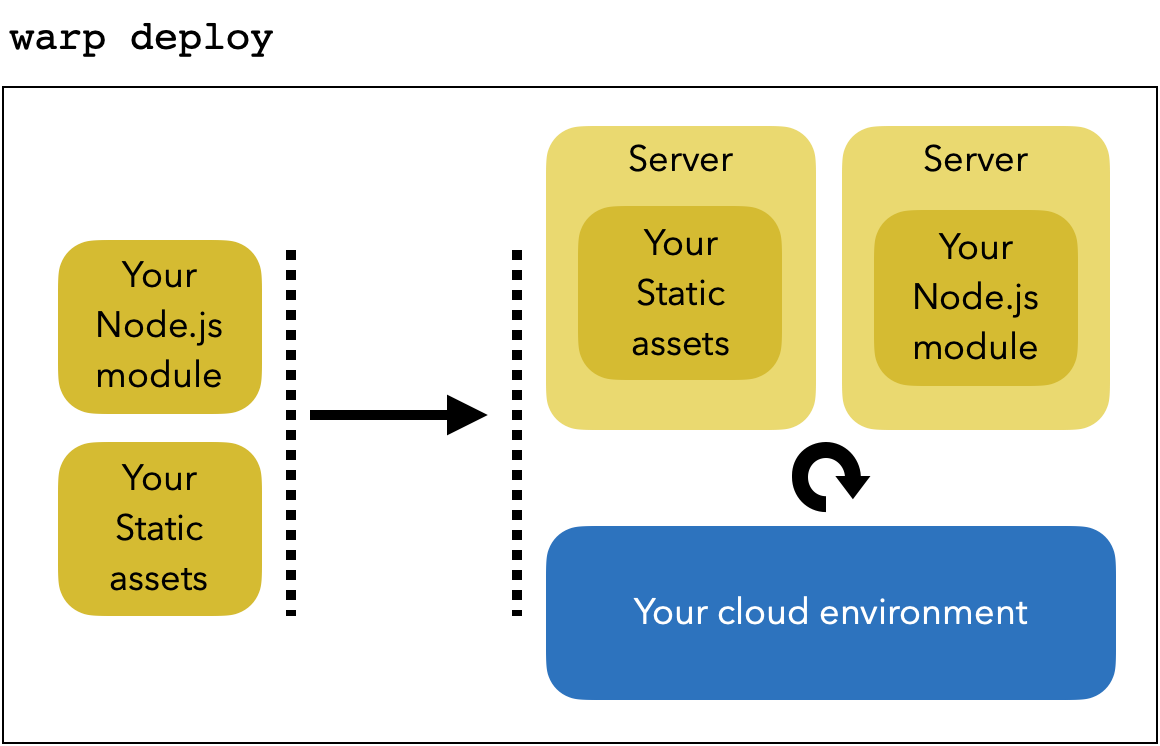 warp deploy
Your
Node.js
module
Your
Static
assets
Server
Your
Static
assets
Server
Your
Node.js
module
Your cloud environment